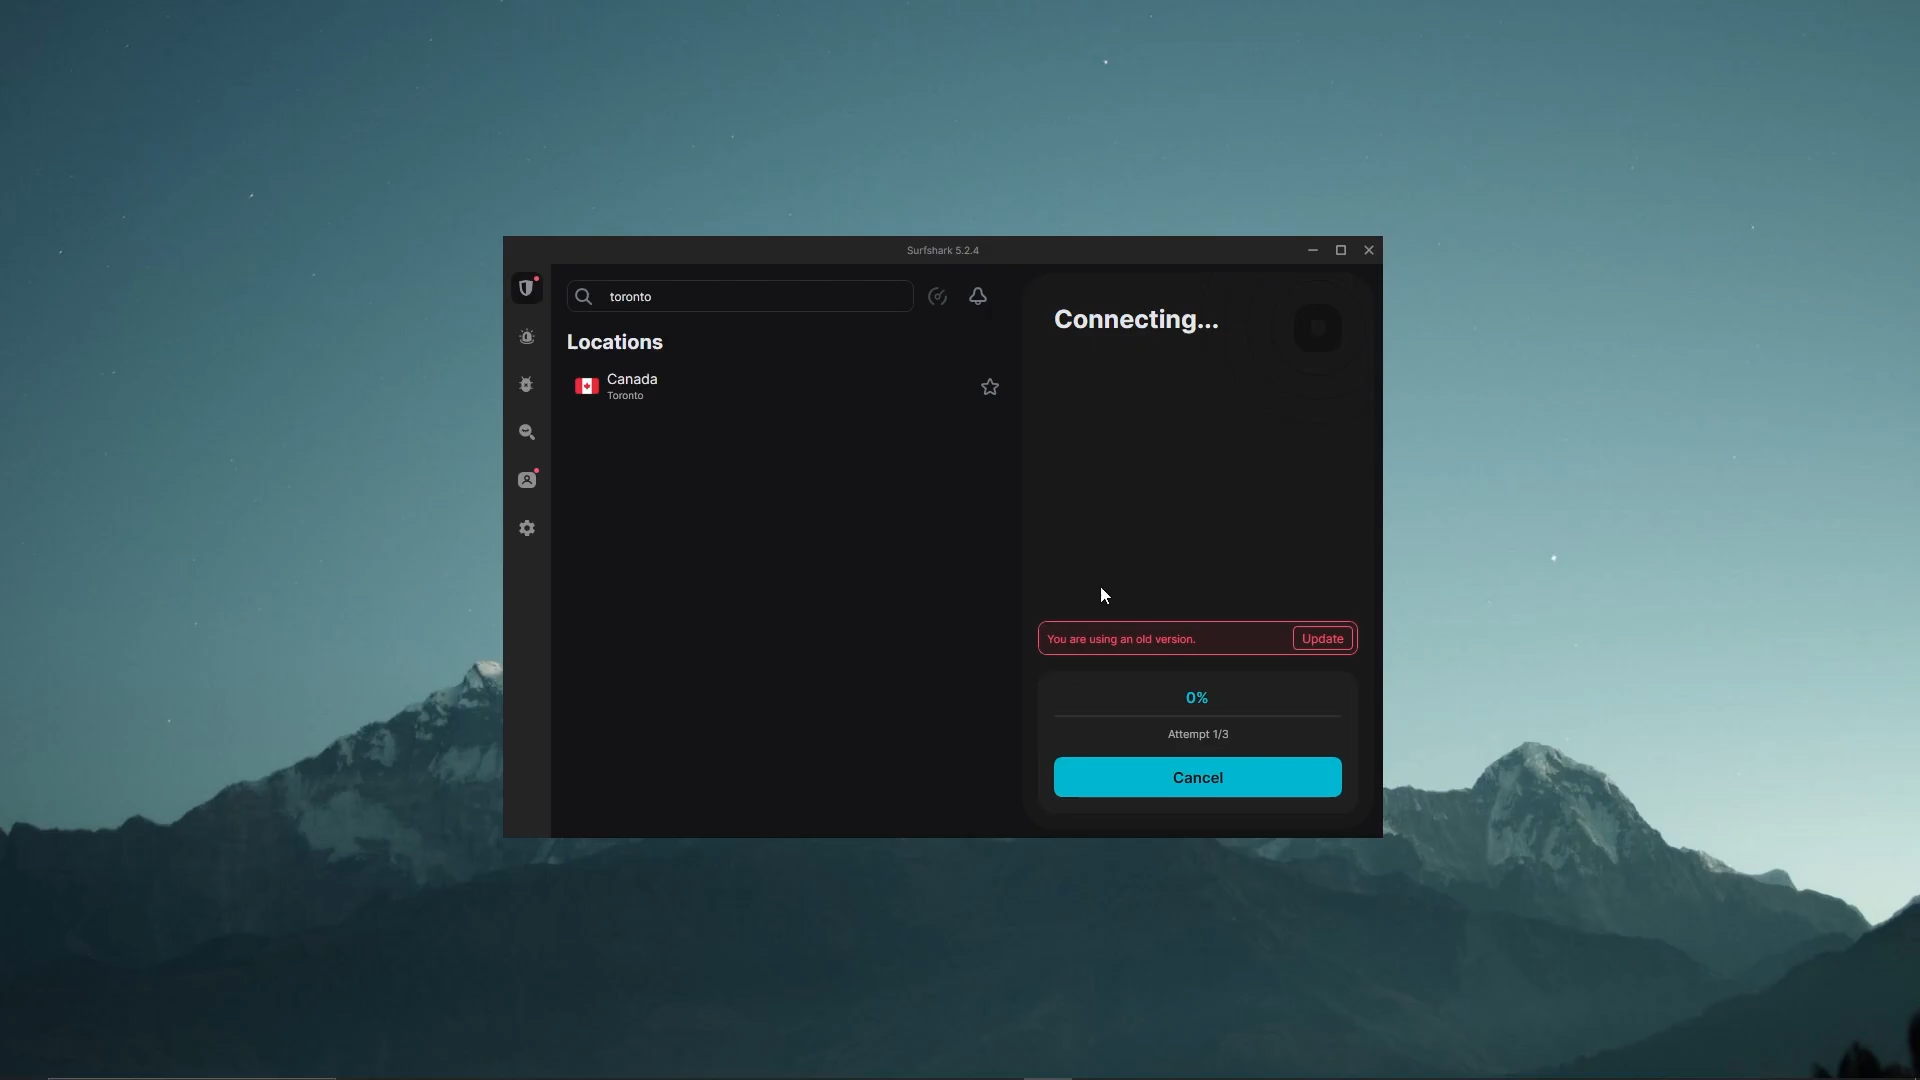 Surfshark 5.2.4
toronto
Locations
Canada
Toronto
Connecting...
You are using an old version.
Update
0%
Attempt 1/3
Cancel